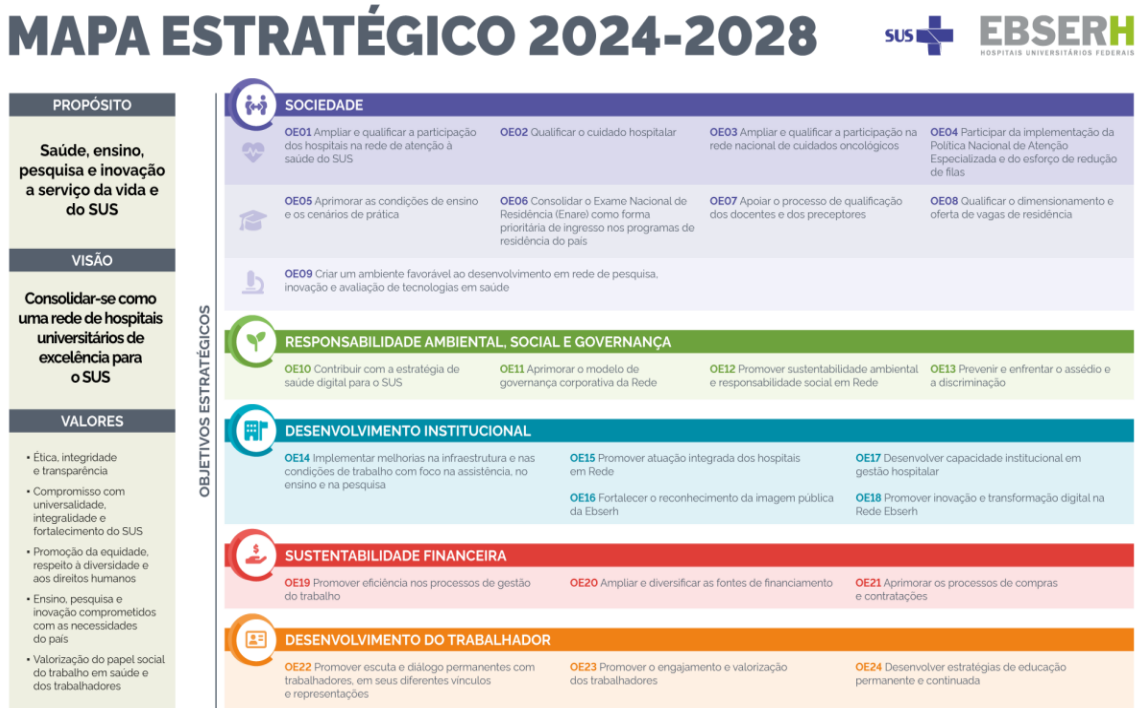 MAPA ESTRATÉGICO 2024-2028
SUS
EBSERH
HOSPITAIS UNIVERSITÁRIOS FEDERAIS
PROPÓSITO
Saúde, ensino,
pesquisa e inovação
a serviço da vida e
do SUS
VISÃO
Consolidar-se como
uma rede de hospitais
universitários de
excelência para
o SUS
VALORES
• Ética, integridade
e transparência
• Compromisso com
universalidade,
integralidade e
fortalecimento do SUS
• Promoção da equidade,
respeito à diversidade e
aos direitos humanos
• Ensino, pesquisa e
inovação comprometidos
com as necessidades
do país
• Valorização do papel social
do trabalho em saúde e
dos trabalhadores
OBJETIVOS ESTRATÉGICOS
SOCIEDADE
OE01 Ampliar e qualificar a participação
dos hospitais na rede de atenção à
saúde do SUS
OE02 Qualificar o cuidado hospitalar
OE03 Ampliar e qualificar a participação na
rede nacional de cuidados oncológicos
OE04 Participar da implementação da
Política Nacional de Atenção
Especializada e do esforço de redução
de filas
OE05 Aprimorar as condições de ensino
e os cenários de prática
OE06 Consolidar o Exame Nacional de
Residência (Enare) como forma
prioritária de ingresso nos programas de
residência do país
OE07 Apoiar o processo de qualificação
dos docentes e dos preceptores
OE08 Qualificar o dimensionamento e
oferta de vagas de residência
OE09 Criar um ambiente favorável ao desenvolvimento em rede de pesquisa,
inovação e avaliação de tecnologias em saúde
RESPONSABILIDADE AMBIENTAL, SOCIAL E GOVERNANÇA
OE10 Contribuir com a estratégia de
saúde digital para o SUS
OE11 Aprimorar o modelo de
governança corporativa da Rede
OE12 Promover sustentabilidade ambiental
e responsabilidade social em Rede
OE13 Prevenir e enfrentar o assédio e
a discriminação
DESENVOLVIMENTO INSTITUCIONAL
OE14 Implementar melhorias na infraestrutura e nas
condições de trabalho com foco na assistência, no
ensino e na pesquisa
OE15 Promover atuação integrada dos hospitais
em Rede
OE16 Fortalecer o reconhecimento da imagem pública
da Ebserh
OE17 Desenvolver capacidade institucional em
gestão hospitalar
OE18 Promover inovação e transformação digital na
Rede Ebserh
SUSTENTABILIDADE FINANCEIRA
OE19 Promover eficiência nos processos de gestão
do trabalho
OE20 Ampliar e diversificar as fontes de financiamento
OE21 Aprimorar os processos de compras
e contratações
DESENVOLVIMENTO DO TRABALHADOR
OE22 Promover escuta e diálogo permanentes com
trabalhadores, em seus diferentes vínculos
e representações
OE23 Promover o engajamento e valorização
dos trabalhadores
OE24 Desenvolver estratégias de educação
permanente e continuada